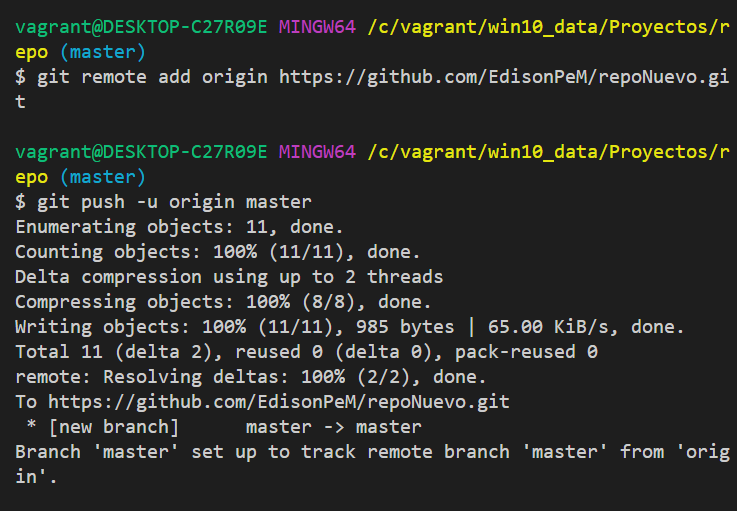 vagrant@DESKTOP-C27R09E MINGW64 /c/vagrant/win10_data/Proyectos/r
epo (master)
$ git remote add origin https://github.com/EdisonPeM/repoNuevo.gi
t
vagrant@DESKTOP-C27R09E MINGW64 /c/vagrant/win10_data/Proyectos/r
epo (master)
$ git push -u origin master
Enumerating objects: 11, done.
Counting objects: 100% (11/11), done.
Delta compression using up to 2 threads
Compressing objects: 100% (8/8), done.
Writing objects: 100% (11/11), 985 bytes | 65.00 KiB/s, done.
Total 11 (delta 2), reused 0 (delta 0), pack-reused 0
remote: Resolving deltas: 100% (2/2), done.
To https://github.com/EdisonPeM/repoNuevo.git
 * [new branch]      master -> master
Branch 'master' set up to track remote branch 'master' from 'orig
in'.